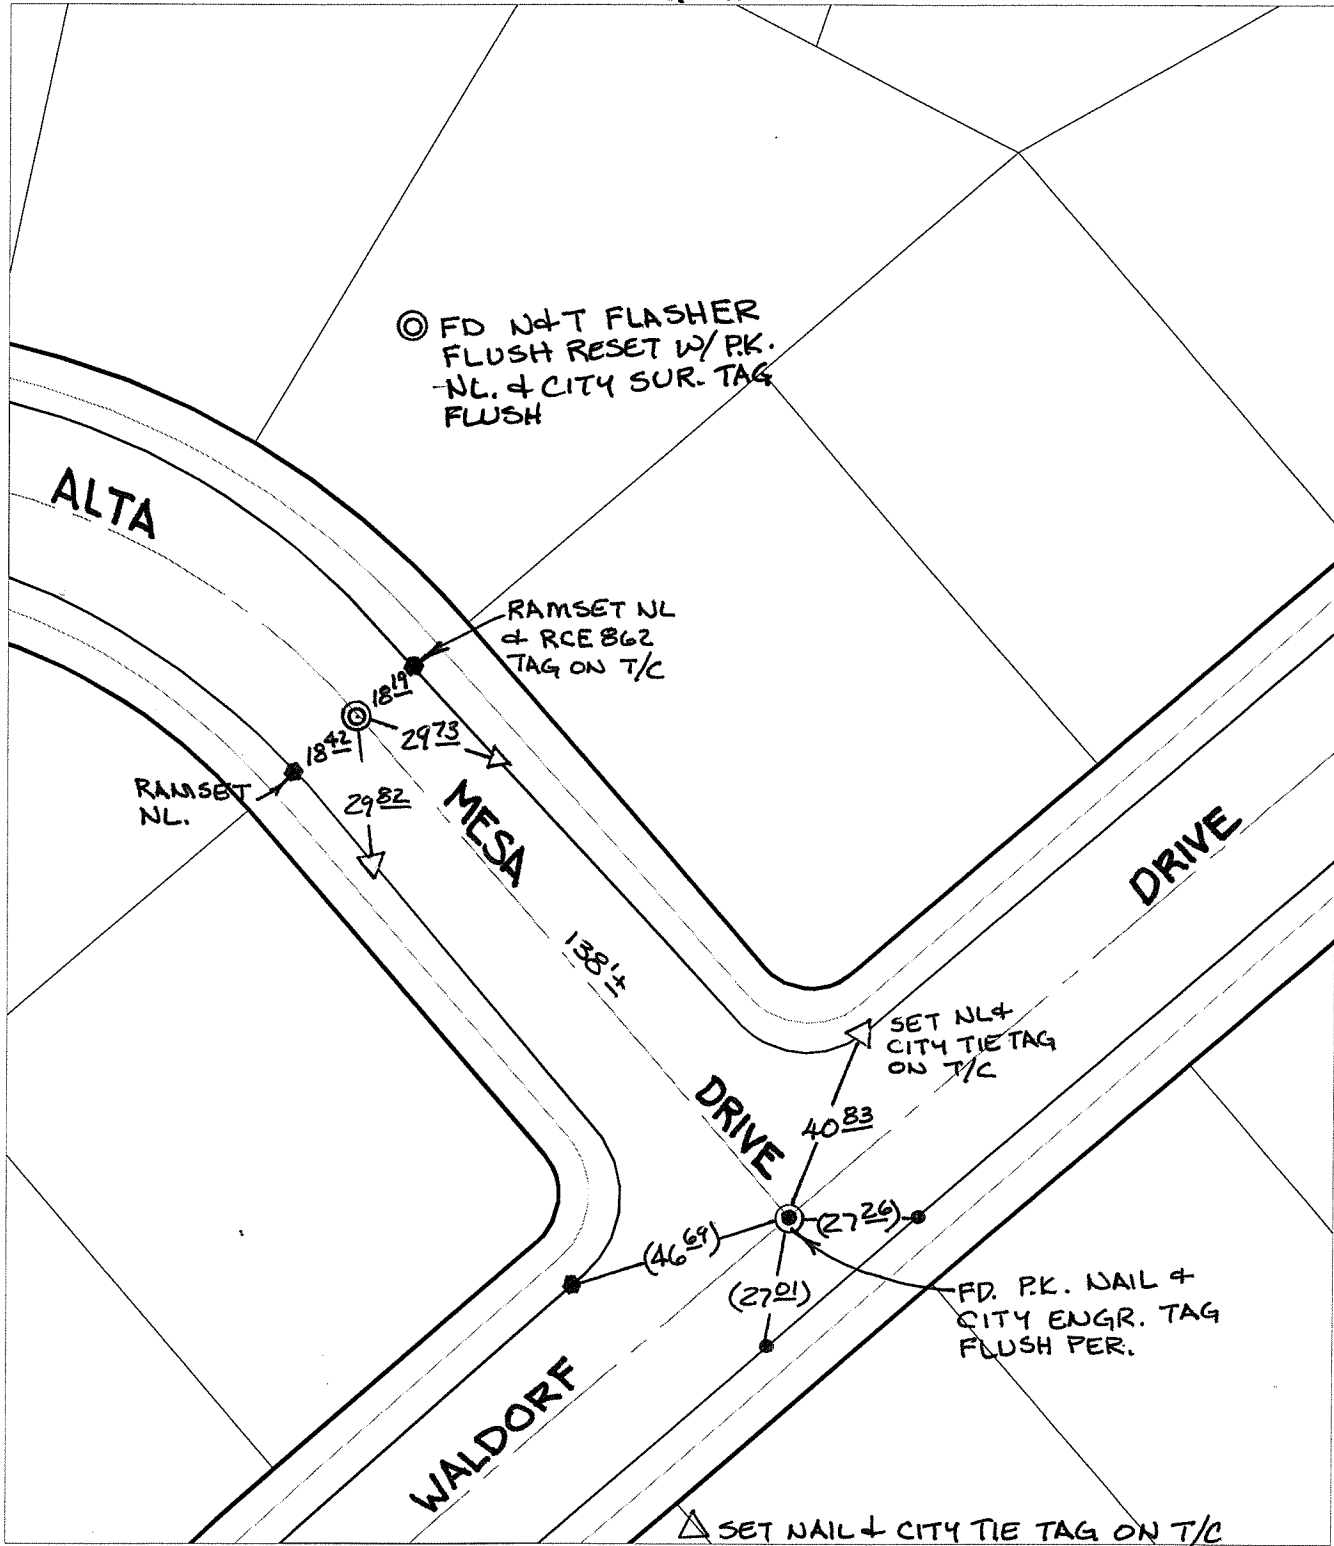 FD N&T FLASHER
FLUSH RESET W/ P.K.
NL. & CITY SUR. TAG
FLUSH
ALTA
RAMSET NL
& RCE 862
TAG ON T/C
18 19
18 42
29 73
RAMSET
NL.
29 82
MESA
DRIVE
138'±
SET NL &
CITY TIE TAG
ON T/C
DRIVE
40 83
(27 26)
(46 69)
(27 01)
FD. P.K. NAIL &
CITY ENGR. TAG
FLUSH PER.
WALDORF
△ SET NAIL & CITY TIE TAG ON T/C